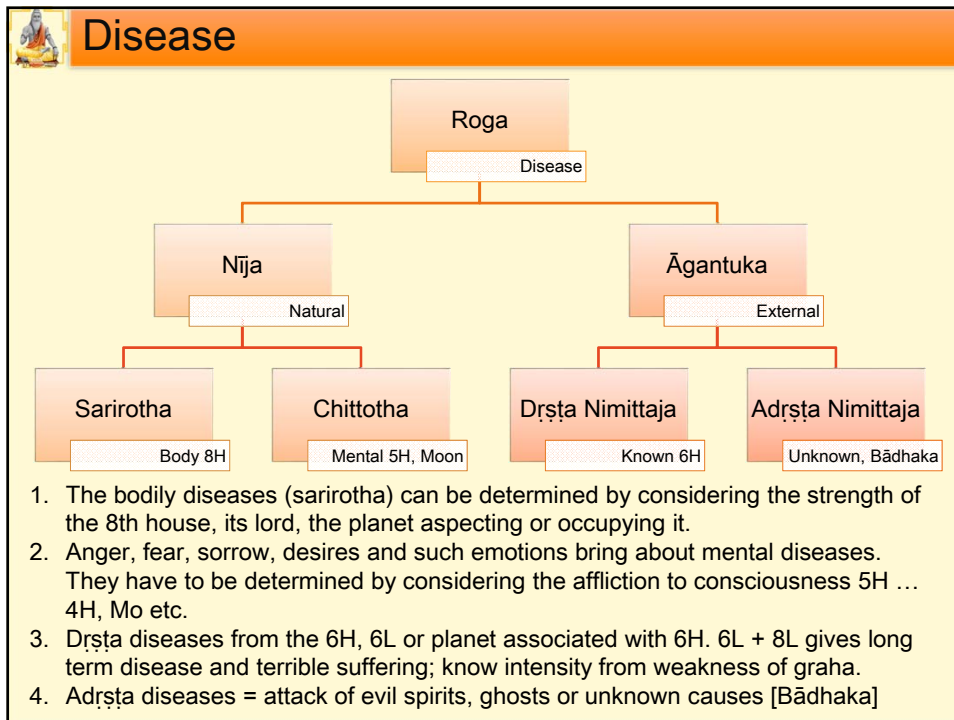 Disease
Roga
Disease
Nīja
Natural
Āgantuka
External
Sarirotha
Body 8H
Chittotha
Mental 5H, Moon
Dṛṣṭa Nimittaja
Known 6H
Adṛṣṭa Nimittaja
Unknown, Bādhaka
1. The bodily diseases (sarirotha) can be determined by considering the strength of
the 8th house, its lord, the planet aspecting or occupying it.
2. Anger, fear, sorrow, desires and such emotions bring about mental diseases.
They have to be determined by considering the affliction to consciousness 5H …
4H, Mo etc.
3. Dṛṣṭa diseases from the 6H, 6L or planet associated with 6H. 6L + 8L gives long
term disease and terrible suffering; know intensity from weakness of graha.
4. Adṛṣṭa diseases = attack of evil spirits, ghosts or unknown causes [Bādhaka]